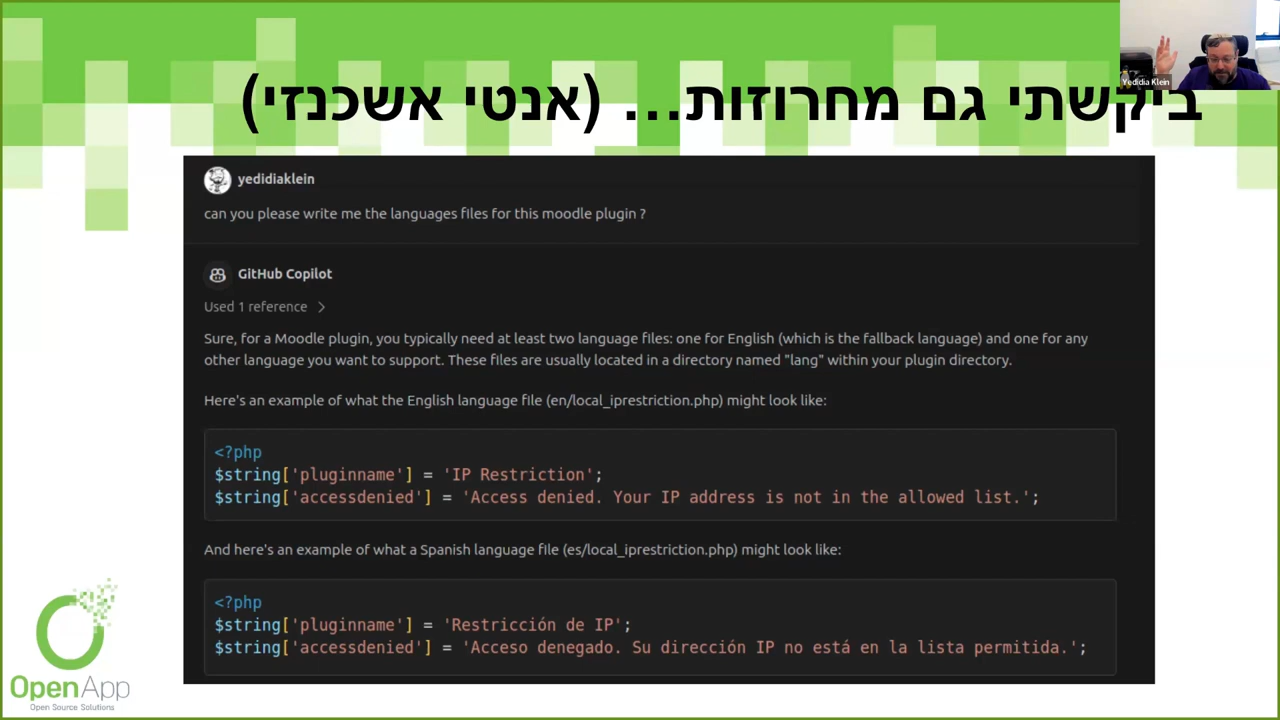 ביקשתי גם מחרוזות... (אנטי אשכנזי)
Yedidia Klein
yedidiaklein
can you please write me the languages files for this moodle plugin ?
GitHub Copilot
Used 1 reference
Sure, for a Moodle plugin, you typically need at least two language files: one for English (which is the fallback language) and one for any
other language you want to support. These files are usually located in a directory named "lang" within your plugin directory.
Here's an example of what the English language file (en/local_iprestriction.php) might look like:
<?php
$string['pluginname'] = 'IP Restriction';
$string['accessdenied'] = 'Access denied. Your IP address is not in the allowed list.';
And here's an example of what a Spanish language file (es/local_iprestriction.php) might look like:
<?php
$string['pluginname'] = 'Restricción de IP';
$string['accessdenied'] = 'Acceso denegado. Su dirección IP no está en la lista permitida.';
OpenApp
Open Source Solutions